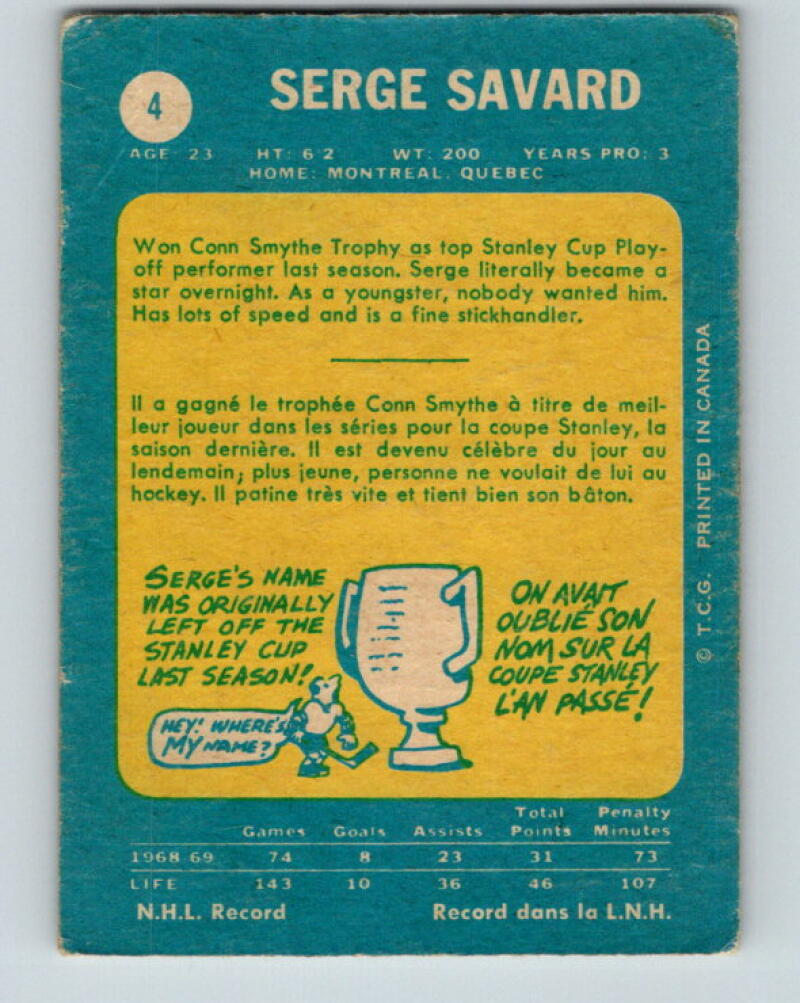 4
SERGE SAVARD
AGE 23 HT: 6 2 WT: 200 YEARS PRO: 3
HOME: MONTREAL. QUEBEC
Won Conn Smythe Trophy as top Stanley Cup Play-
off performer last season. Serge literally became a
star overnight. As a youngster, nobody wanted him.
Has lots of speed and is a fine stickhandler.
Il a gagné le trophée Conn Smythe à titre de meil-
leur joueur dans les séries pour la coupe Stanley, la
saison dernière. Il est devenu célèbre du jour au
lendemain; plus jeune, personne ne voulait de lui au
hockey. Il patine très vite et tient bien son bâton.
SERGE'S NAME
WAS ORIGINALLY
LEFT OFF THE
STANLEY CUP
LAST SEASON!
HEY! WHERE'S
MY NAME?
ON AVAIT
OUBLIÉ SON
NOM SUR LA
COUPE STANLEY
L'AN PASSÉ!
© T.C.G. PRINTED IN CANADA
Games Goals Assists Total Points Penalty Minutes
1968 69 74 8 23 31 73
LIFE 143 10 36 46 107
N.H.L. Record Record dans la L.N.H.